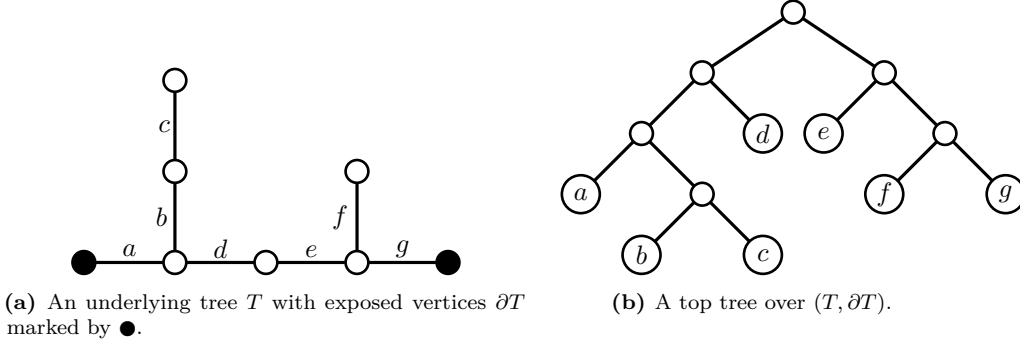 c
b
f
a
d
e
g
d
e
a
f
g
b
c
(a) An underlying tree T with exposed vertices ∂T
marked by ●.
(b) A top tree over (T, ∂T).